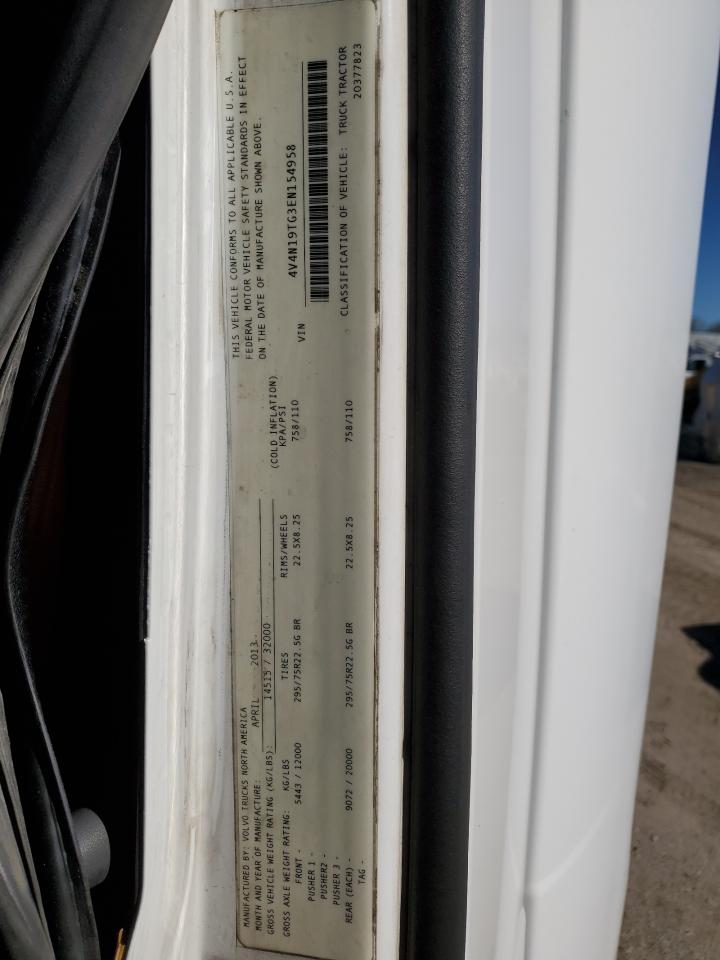 MANUFACTURED BY: VOLVO TRUCKS NORTH AMERICA
MONTH AND YEAR OF MANUFACTURE: APRIL 2013
GROSS VEHICLE WEIGHT RATING (KG/LBS): 14515 / 32000
GROSS AXLE WEIGHT RATING: KG/LBS TIRES RIMS/WHEELS (COLD INFLATION) KPA/PSI
FRONT - 5443 / 12000 295/75R22.5G BR 22.5X8.25 758/110
PUSHER 1 -
PUSHER2 -
PUSHER 3 -
REAR (EACH) - 9072 / 20000 295/75R22.5G BR 22.5X8.25 758/110
TAG -
THIS VEHICLE CONFORMS TO ALL APPLICABLE U.S.A.
FEDERAL MOTOR VEHICLE SAFETY STANDARDS IN EFFECT
ON THE DATE OF MANUFACTURE SHOWN ABOVE.
4V4N19TG3EN154958
VIN
CLASSIFICATION OF VEHICLE: TRUCK TRACTOR
20377823